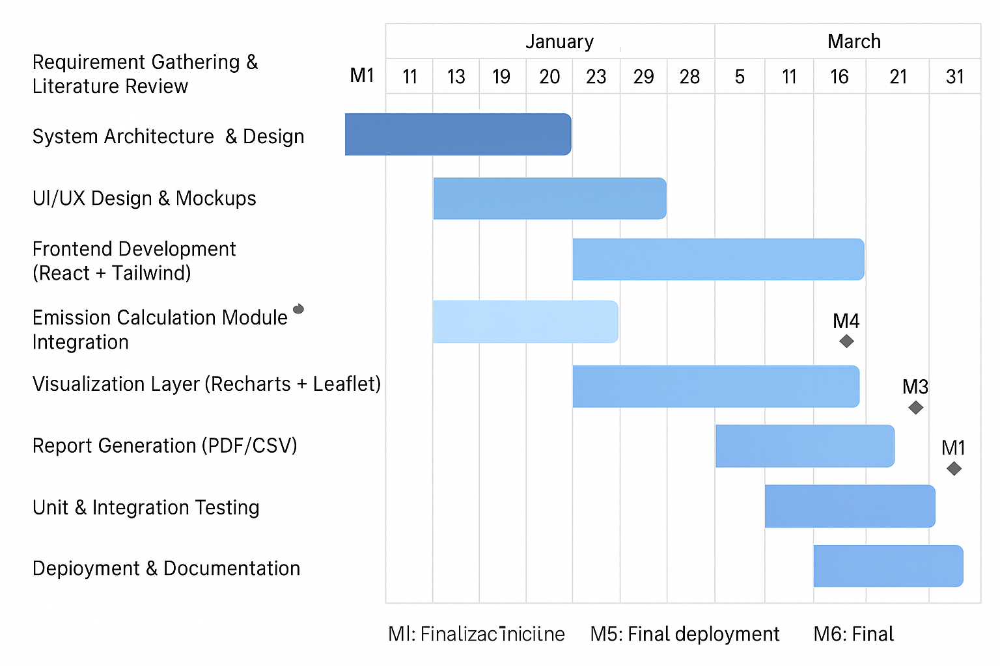 January March
Requirement Gathering &
Literature Review
M1 11 13 19 20 23 29 28 5 11 16 21 31
System Architecture & Design
UI/UX Design & Mockups
Frontend Development
(React + Tailwind)
Emission Calculation Module
Integration
M4
Visualization Layer (Recharts + Leaflet)
M3
Report Generation (PDF/CSV)
M1
Unit & Integration Testing
Depioyment & Documentation
M5: Final deployment M6: Final